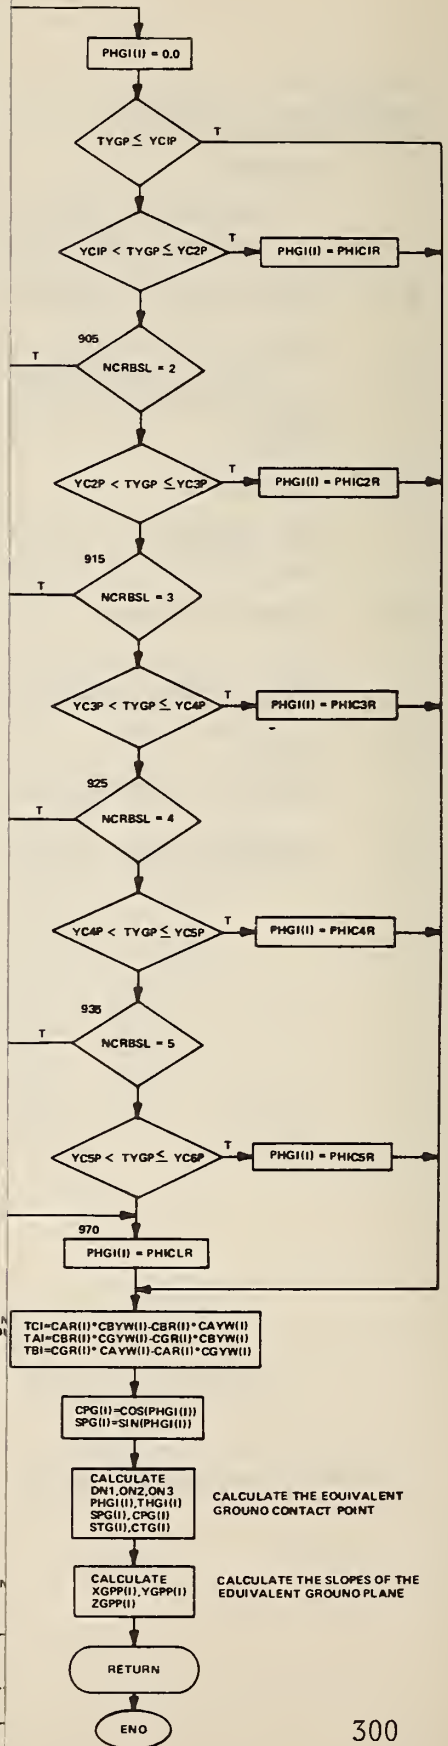 PHGI(I) = 0.0
TYGP ≤ YC1P
T
YC1P < TYGP ≤ YC2P
T
PHGI(I) = PHIC1R
905
T
NCRBSL = 2
YC2P < TYGP ≤ YC3P
T
PHGI(I) = PHIC2R
915
T
NCRBSL = 3
YC3P < TYGP ≤ YC4P
T
PHGI(I) = PHIC3R
925
T
NCRBSL = 4
YC4P < TYGP ≤ YC5P
T
PHGI(I) = PHIC4R
935
T
NCRBSL = 5
YC5P < TYGP ≤ YC6P
T
PHGI(I) = PHIC5R
970
PHGI(I) = PHICLR
TCI=CAR(I)*CBYW(I)-CBR(I)*CAYW(I)
TAI=CBR(I)*CGYW(I)-CGR(I)*CBYW(I)
TBI=CGR(I)*CAYW(I)-CAR(I)*CGYW(I)
CPG(I)=COS(PHGI(I))
SPG(I)=SIN(PHGI(I))
CALCULATE
DN1,DN2,DN3
PHGI(I),THGI(I)
SPG(I),CPG(I)
STG(I),CTG(I)
CALCULATE THE EQUIVALENT
GROUND CONTACT POINT
CALCULATE
XGPP(I),YGPP(I)
ZGPP(I)
CALCULATE THE SLOPES OF THE
EQUIVALENT GROUND PLANE
RETURN
END
300